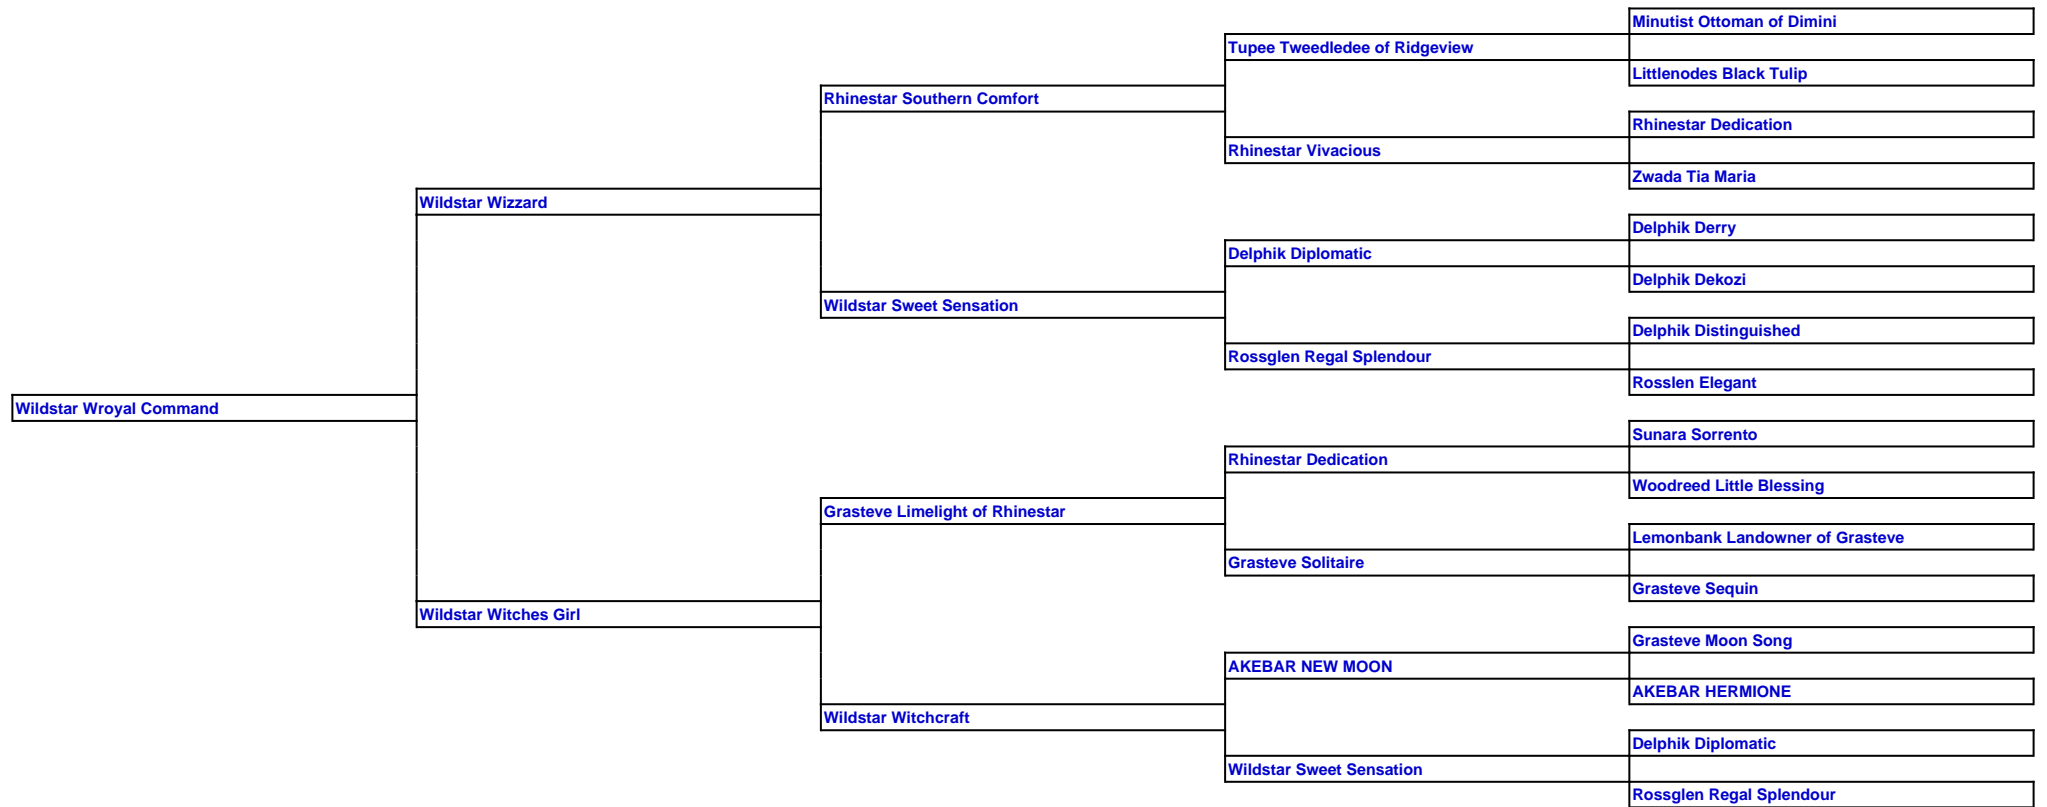 Minutist Ottoman of Dimini
Tupee Tweedledee of Ridgeview
Littlenodes Black Tulip
Rhinestar Southern Comfort
Rhinestar Dedication
Rhinestar Vivacious
Zwada Tia Maria
Wildstar Wizzard
Delphik Derry
Delphik Diplomatic
Delphik Dekozi
Wildstar Sweet Sensation
Delphik Distinguished
Rossglen Regal Splendour
Rosslen Elegant
Wildstar Wroyal Command
Sunara Sorrento
Rhinestar Dedication
Woodreed Little Blessing
Grasteve Limelight of Rhinestar
Lemonbank Landowner of Grasteve
Grasteve Solitaire
Grasteve Sequin
Wildstar Witches Girl
Grasteve Moon Song
AKEBAR NEW MOON
AKEBAR HERMIONE
Wildstar Witchcraft
Delphik Diplomatic
Wildstar Sweet Sensation
Rossglen Regal Splendour